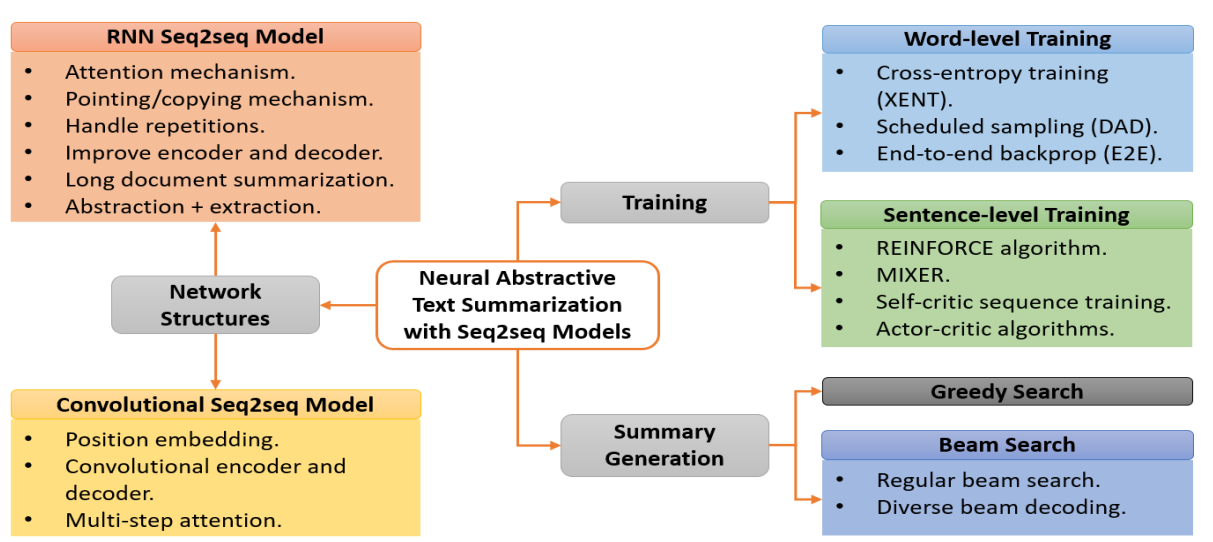 RNN Seq2seq Model
• Attention mechanism.
• Pointing/copying mechanism.
• Handle repetitions.
• Improve encoder and decoder.
• Long document summarization.
• Abstraction + extraction.
Network
Structures
Convolutional Seq2seq Model
• Position embedding.
• Convolutional encoder and
decoder.
• Multi-step attention.
Neural Abstractive
Text Summarization
with Seq2seq Models
Training
Word-level Training
• Cross-entropy training
(XENT).
• Scheduled sampling (DAD).
• End-to-end backprop (E2E).
Sentence-level Training
• REINFORCE algorithm.
• MIXER.
• Self-critic sequence training.
• Actor-critic algorithms.
Summary
Generation
Greedy Search
Beam Search
• Regular beam search.
• Diverse beam decoding.